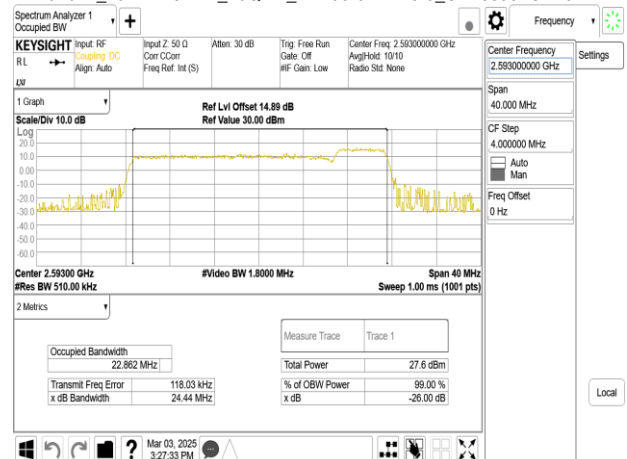 Spectrum Analyzer 1
Occupied BW
Frequency
KEYSIGHT
RL
LXI
Input: RF
Coupling: DC
Align: Auto
Input Z: 50 Ω
Corr CCorr
Freq Ref: Int (S)
Atten: 30 dB
Trig: Free Run
Gate: Off
#IF Gain: Low
Center Freq: 2.593000000 GHz
Avg|Hold: 10/10
Radio Std: None
Center Frequency
2.593000000 GHz
Settings
Span
40.000 MHz
CF Step
4.000000 MHz
Auto
Man
Freq Offset
0 Hz
Local
1 Graph
Scale/Div 10.0 dB
Ref Lvl Offset 14.89 dB
Ref Value 30.00 dBm
Log
20.0
10.0
0.00
-10.0
-20.0
-30.0
-40.0
-50.0
-60.0
Center 2.59300 GHz
#Video BW 1.8000 MHz
Span 40 MHz
#Res BW 510.00 kHz
Sweep 1.00 ms (1001 pts)
2 Metrics
Measure Trace
Trace 1
Occupied Bandwidth
22.862 MHz
Total Power
27.6 dBm
Transmit Freq Error
118.03 kHz
% of OBW Power
99.00 %
x dB Bandwidth
24.44 MHz
x dB
-26.00 dB
Mar 03, 2025
3:27:33 PM